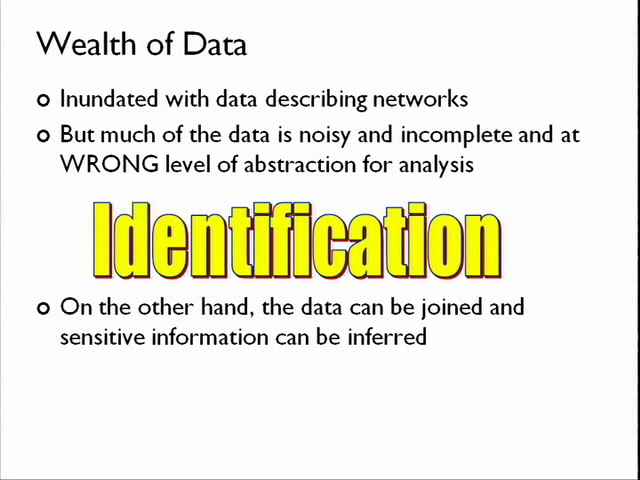 Wealth of Data
Inundated with data describing networks
But much of the data is noisy and incomplete and at
WRONG level of abstraction for analysis
Identification
On the other hand, the data can be joined and
sensitive information can be inferred